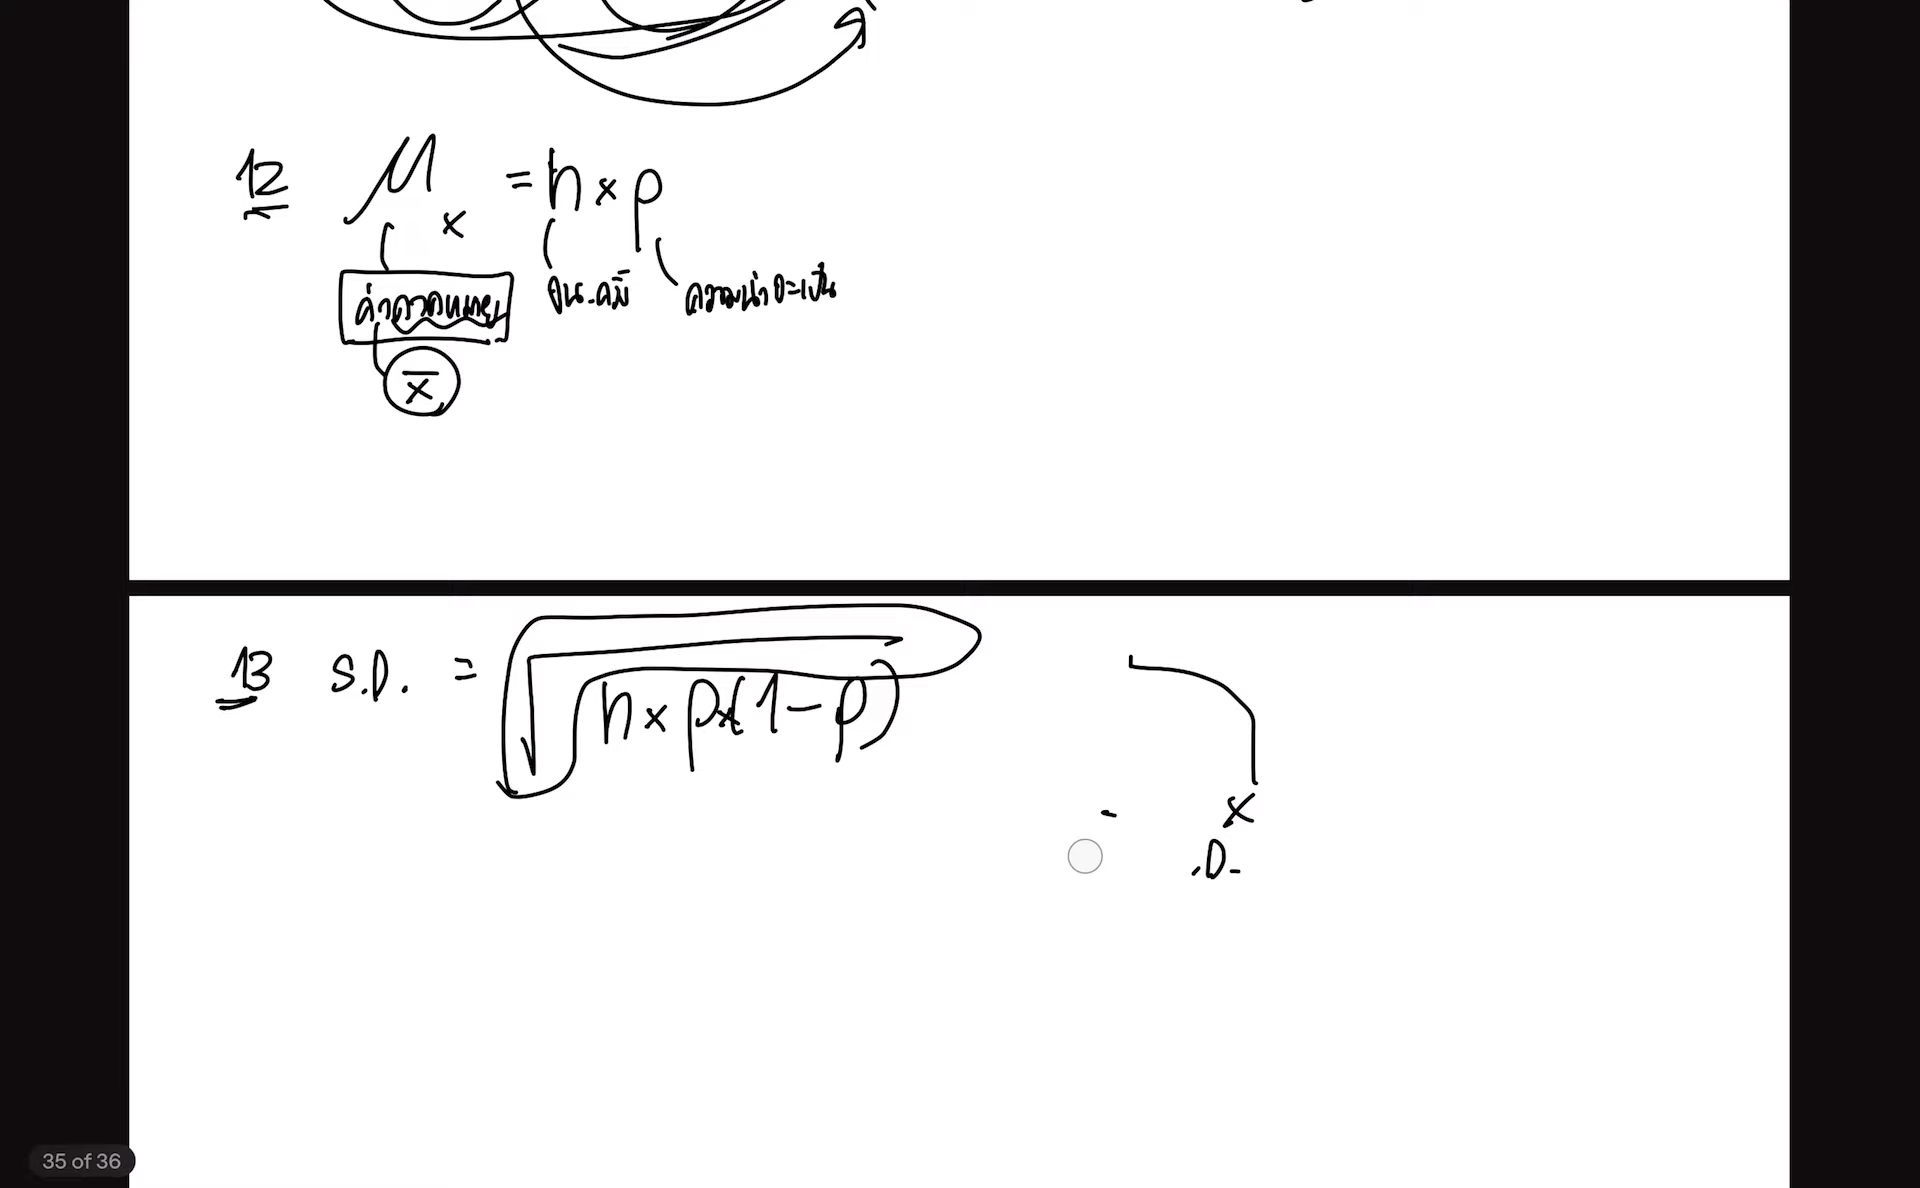 12 μx = n × p
ค่าคาดหมาย จน.ครั้ง ความน่าจะเป็น
x̄
13 S.D. = √n × p × (1 - p)
x
.D.
35 of 36